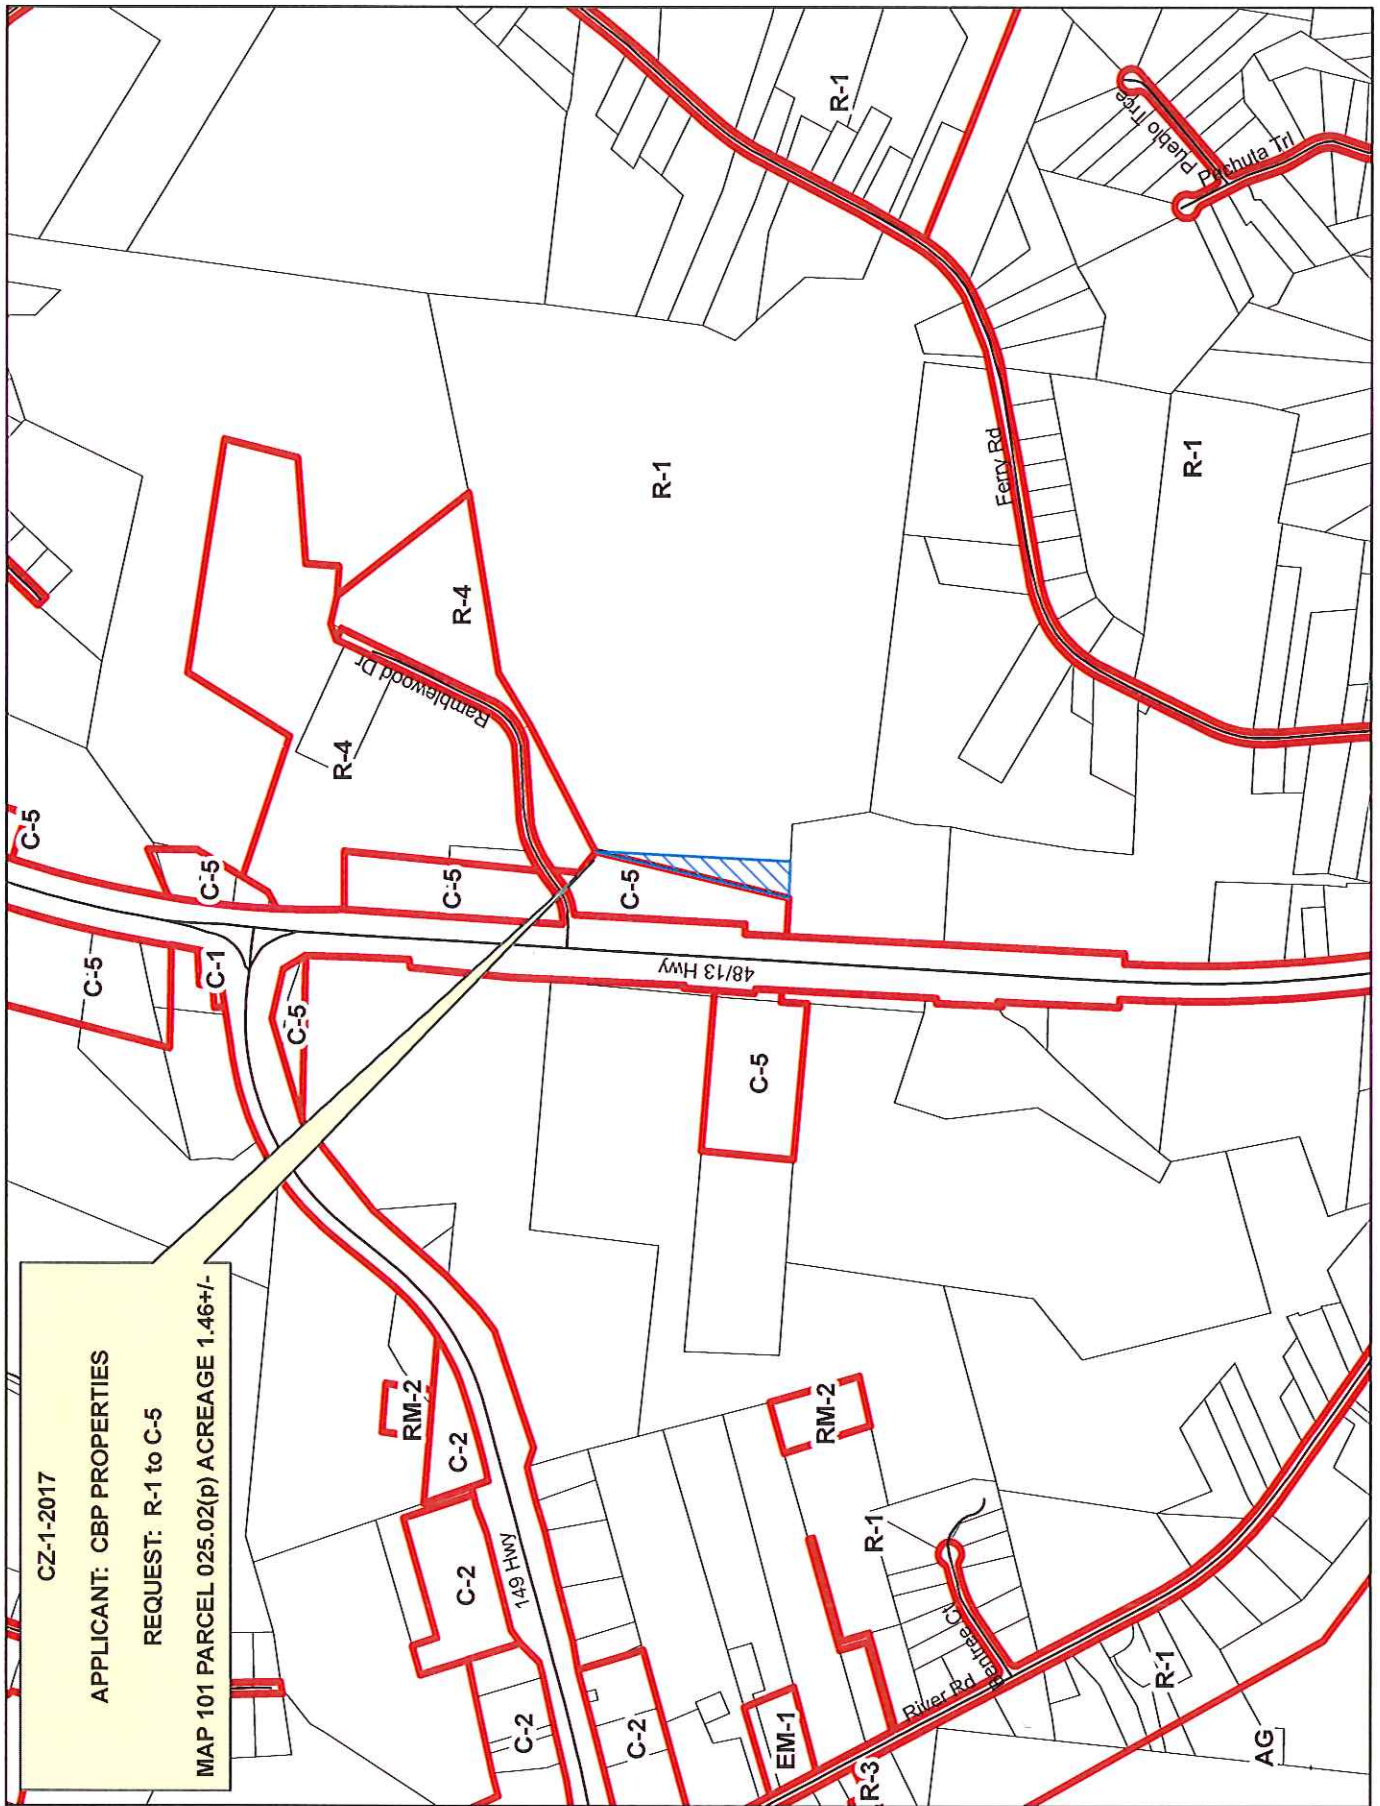 CZ-1-2017
APPLICANT: CBP PROPERTIES
REQUEST: R-1 to C-5
MAP 101 PARCEL 025.02(p) ACREAGE 1.46+/-
RM-2
C-2
C-2
149 Hwy
C-2
C-2
EM-1
R-3
River Rd
Bentree Ct
R-1
RM-2
R-1
AG
C-5
C-1
C-5
C-5
C-5
C-5
C-5
C-5
48/13 Hwy
R-4
Ramblewood Dr
R-4
R-1
Ferry Rd
R-1
R-1
Pueblo Trce
Pachuta Trl